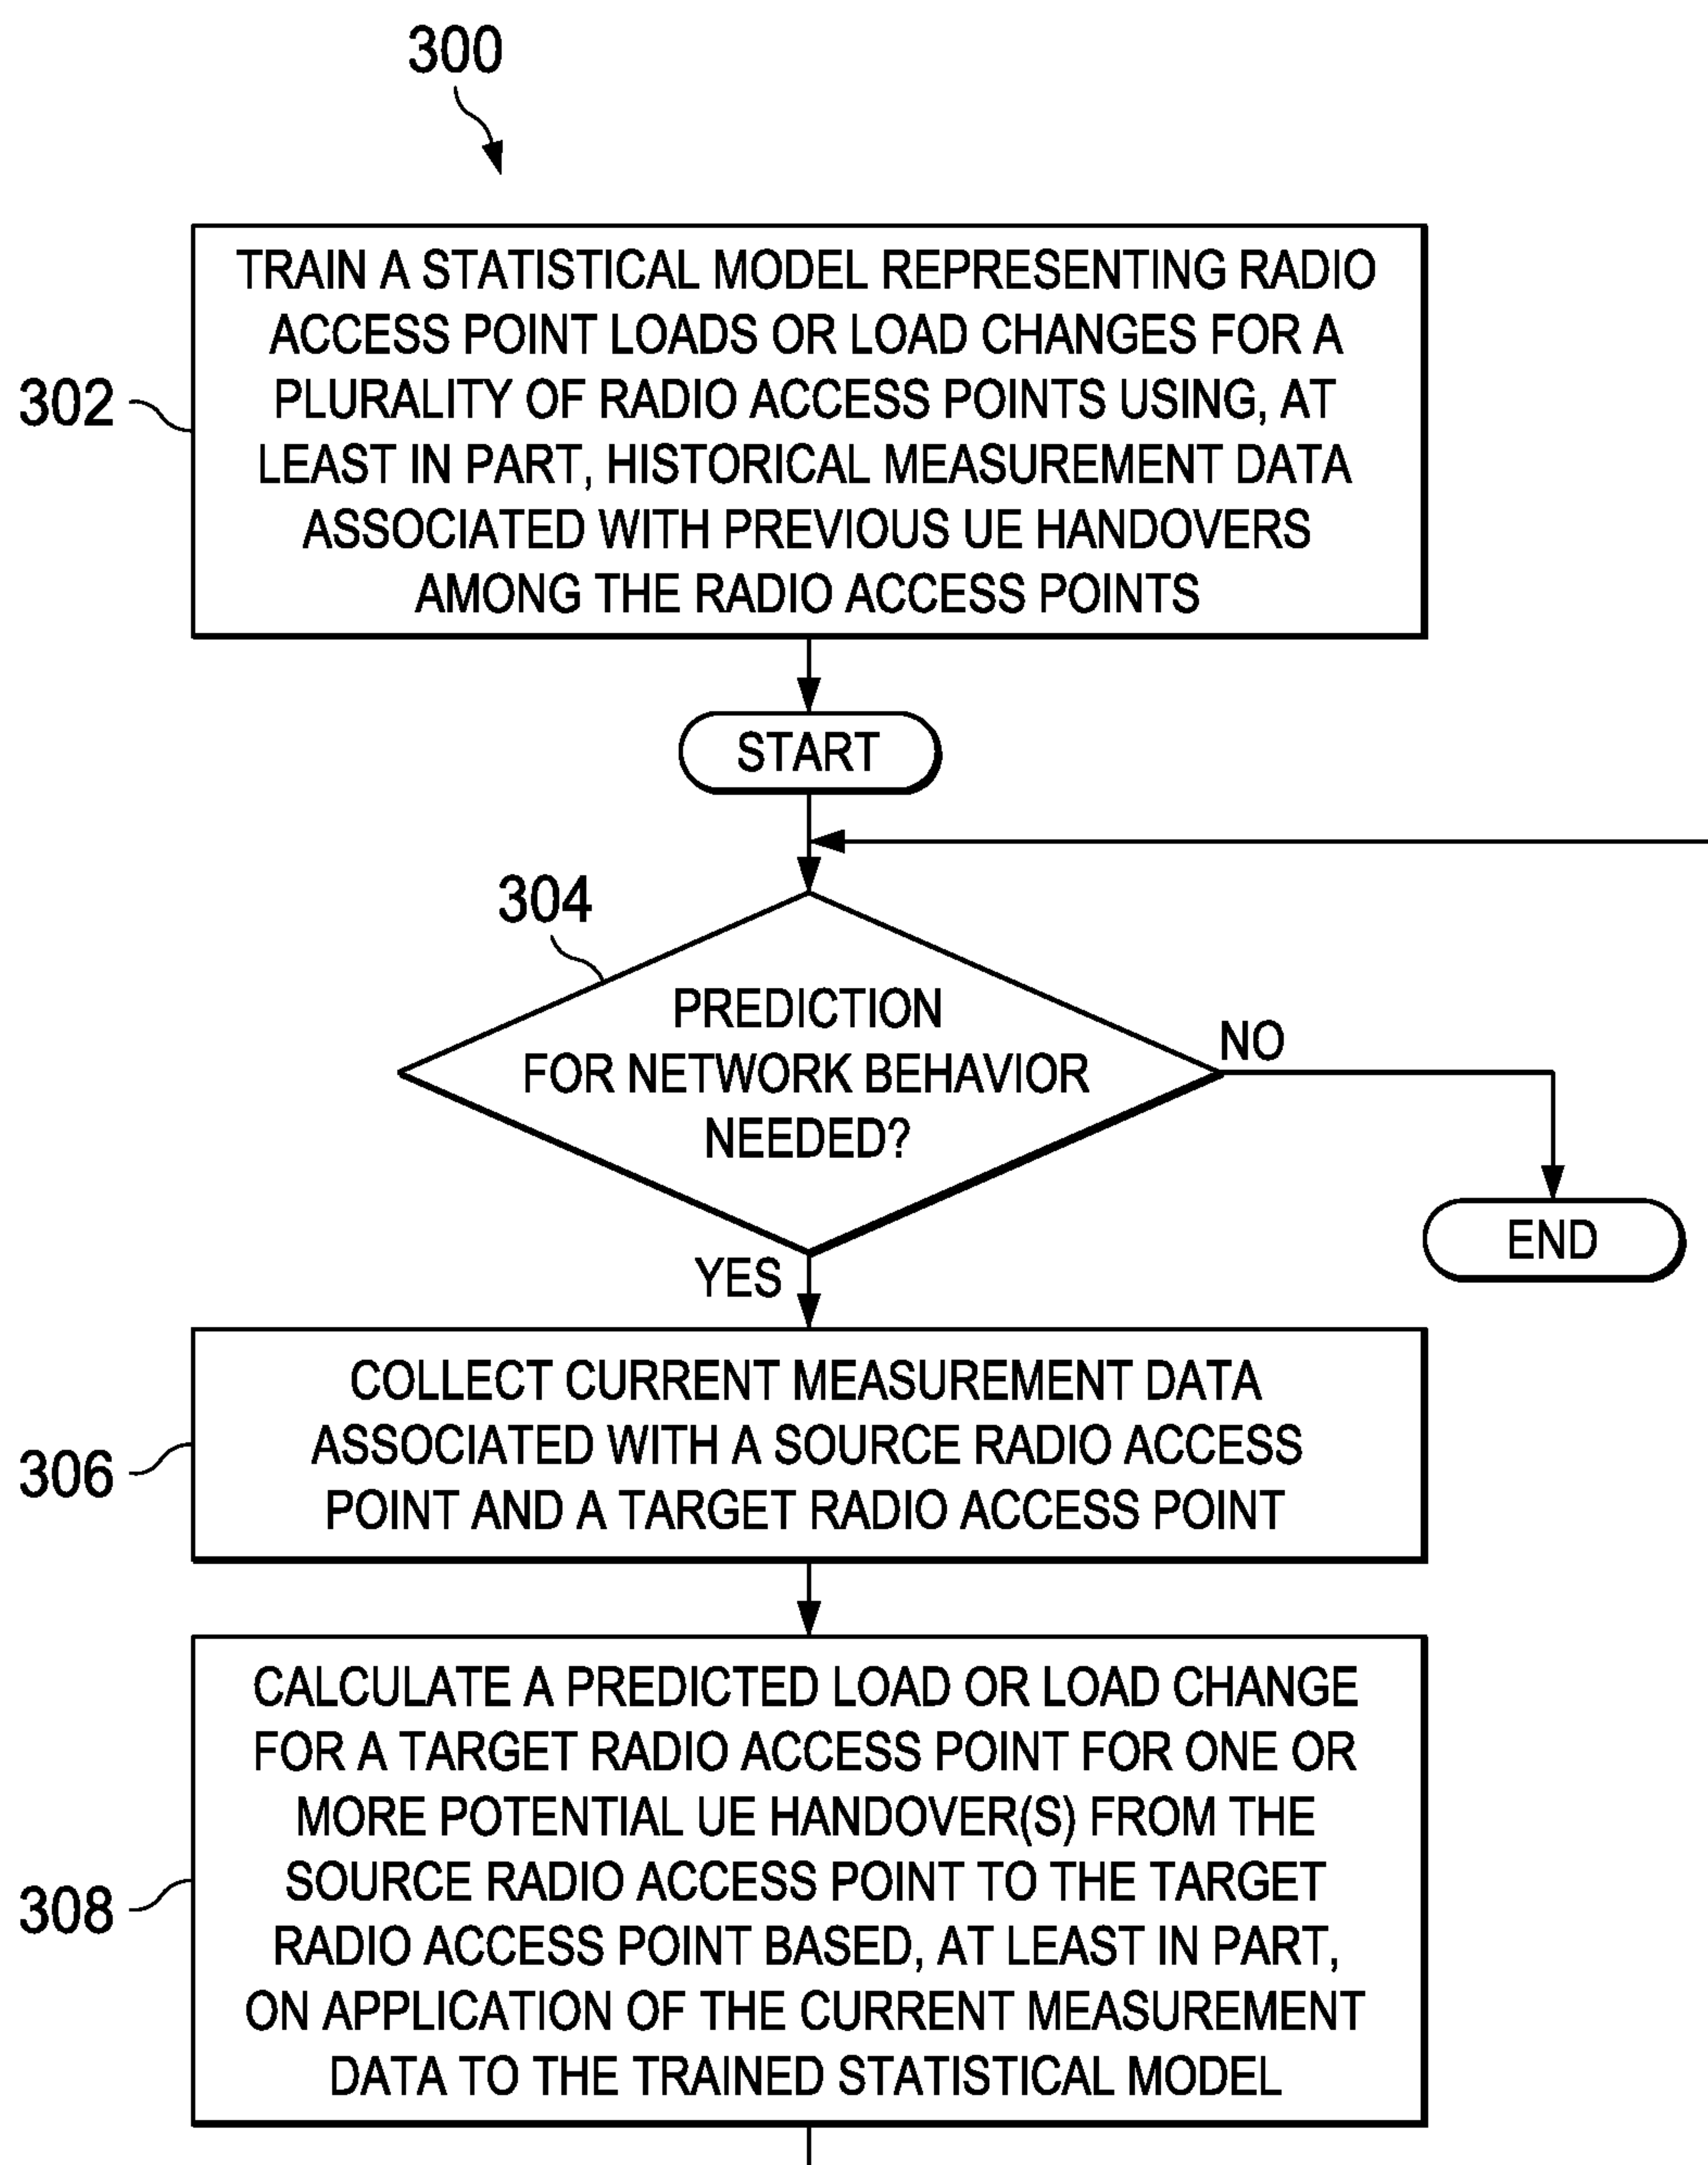 300
302
TRAIN A STATISTICAL MODEL REPRESENTING RADIO
ACCESS POINT LOADS OR LOAD CHANGES FOR A
PLURALITY OF RADIO ACCESS POINTS USING, AT
LEAST IN PART, HISTORICAL MEASUREMENT DATA
ASSOCIATED WITH PREVIOUS UE HANDOVERS
AMONG THE RADIO ACCESS POINTS
START
304
PREDICTION
FOR NETWORK BEHAVIOR
NEEDED?
NO
END
YES
306
COLLECT CURRENT MEASUREMENT DATA
ASSOCIATED WITH A SOURCE RADIO ACCESS
POINT AND A TARGET RADIO ACCESS POINT
308
CALCULATE A PREDICTED LOAD OR LOAD CHANGE
FOR A TARGET RADIO ACCESS POINT FOR ONE OR
MORE POTENTIAL UE HANDOVER(S) FROM THE
SOURCE RADIO ACCESS POINT TO THE TARGET
RADIO ACCESS POINT BASED, AT LEAST IN PART,
ON APPLICATION OF THE CURRENT MEASUREMENT
DATA TO THE TRAINED STATISTICAL MODEL